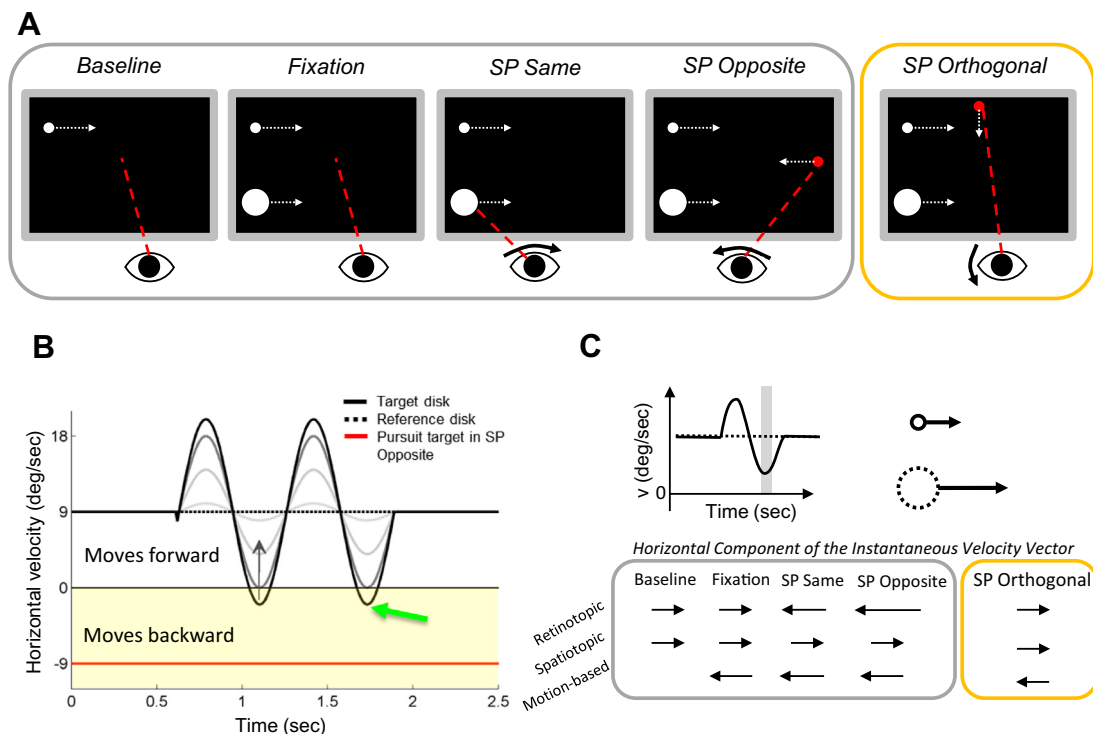 A
Baseline
Fixation
SP Same
SP Opposite
SP Orthogonal
B
Horizontal velocity (deg/sec)
18
9
0
-9
Target disk
Reference disk
Pursuit target in SP
Opposite
Moves forward
Moves backward
0
0.5
1
1.5
2
2.5
Time (sec)
C
v (deg/sec)
0
Time (sec)
Horizontal Component of the Instantaneous Velocity Vector
Baseline
Fixation
SP Same
SP Opposite
SP Orthogonal
Retinotopic
Spatiotopic
Motion-based